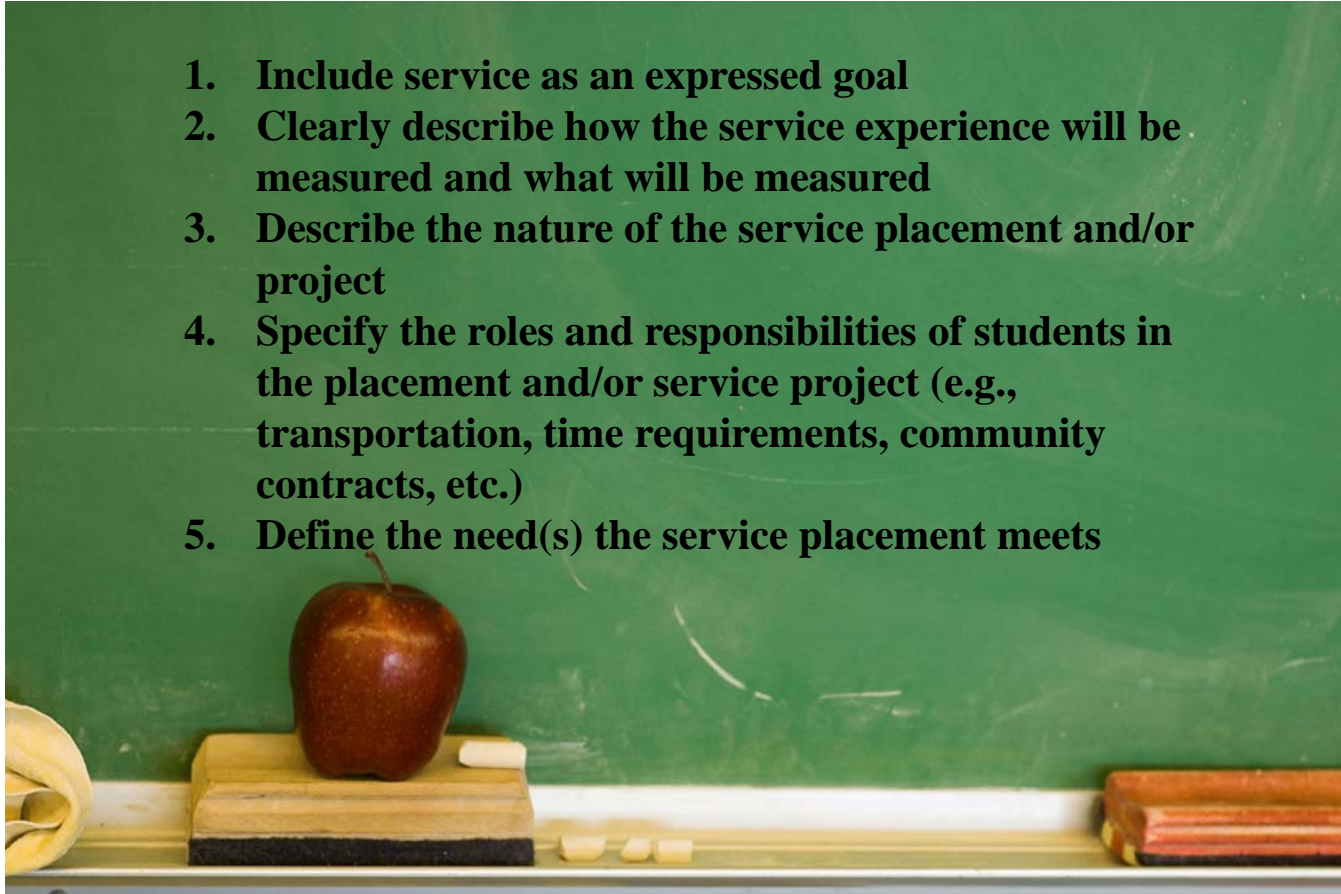 1. Include service as an expressed goal
2. Clearly describe how the service experience will be
measured and what will be measured
3. Describe the nature of the service placement and/or
project
4. Specify the roles and responsibilities of students in
the placement and/or service project (e.g.,
transportation, time requirements, community
contracts, etc.)
5. Define the need(s) the service placement meets